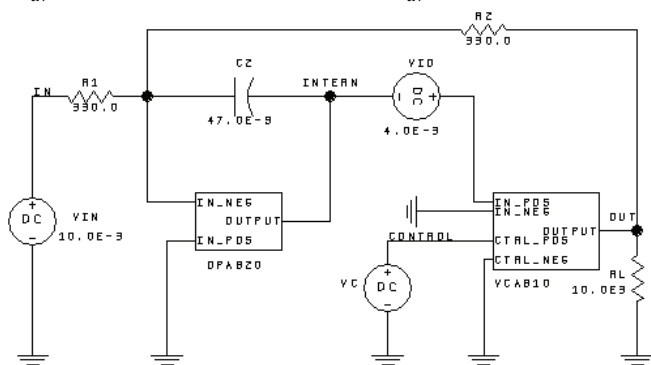 R2
330.0
C2
INTERN
VIO
R1
IN
330.0
47.0E-9
DC
4.0E-3
IN_NEG
OUTPUT
IN_POS
OPA820
IN_POS
IN_NEG
OUTPUT
CTRL_POS
CTRL_NEG
VCA810
OUT
CONTROL
DC
VIN
10.0E-3
VC
DC
RL
10.0E3